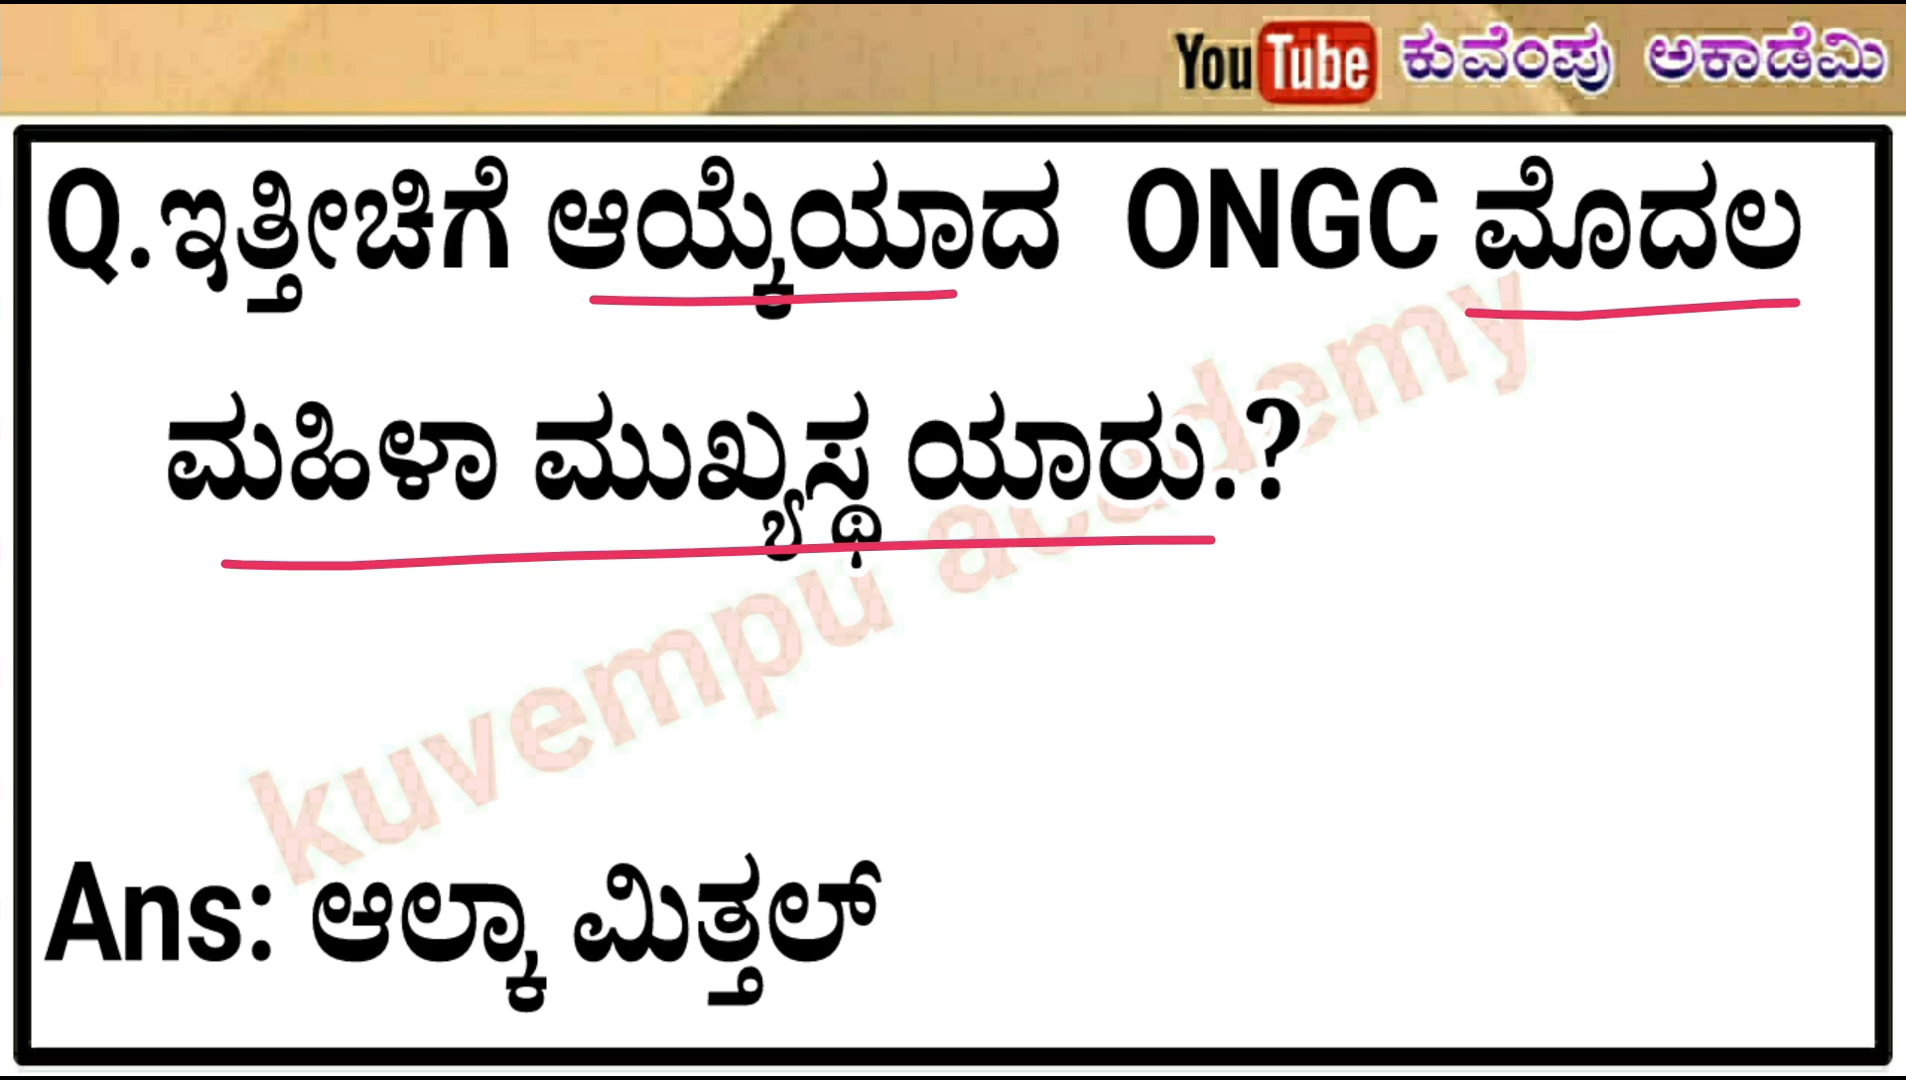 YouTube ಕುವೆಂಪು ಅಕಾಡೆಮಿ
Q.ಇತ್ತೀಚಿಗೆ ಆಯ್ಕೆಯಾದ ONGC ಮೊದಲ
ಮಹಿಳಾ ಮುಖ್ಯಸ್ಥ ಯಾರು.?
kuvempu academy
Ans: ಆಲ್ಕಾ ಮಿತ್ತಲ್